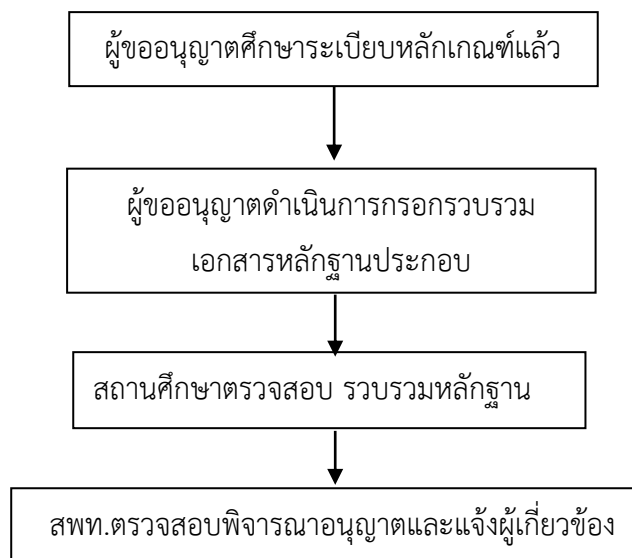 ผู้ขออนุญาตศึกษาระเบียบหลักเกณฑ์แล้ว
ผู้ขออนุญาตดำเนินการกรอกรวบรวม
เอกสารหลักฐานประกอบ
สถานศึกษาตรวจสอบ รวบรวมหลักฐาน
สพท.ตรวจสอบพิจารณาอนุญาตและแจ้งผู้เกี่ยวข้อง